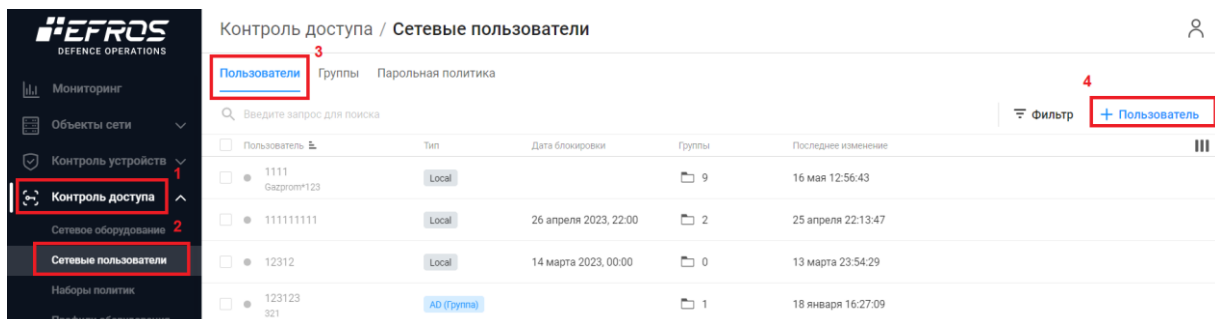 EFROS
DEFENCE OPERATIONS
Контроль доступа / Сетевые пользователи
3
Пользователи Группы Парольная политика
4
Мониторинг
Введите запрос для поиска Фильтр + Пользователь
Объекты сети
Пользователь Тип Дата блокировки Группы Последнее изменение
Контроль устройств
1
1111 Local 9 16 мая 12:56:43
Gazprom*123
Контроль доступа
111111111 Local 26 апреля 2023, 22:00 2 25 апреля 22:13:47
Сетевое оборудование 2
Сетевые пользователи
12312 Local 14 марта 2023, 00:00 0 13 марта 23:54:29
Наборы политик
123123 AD (Группа) 1 18 января 16:27:09
321